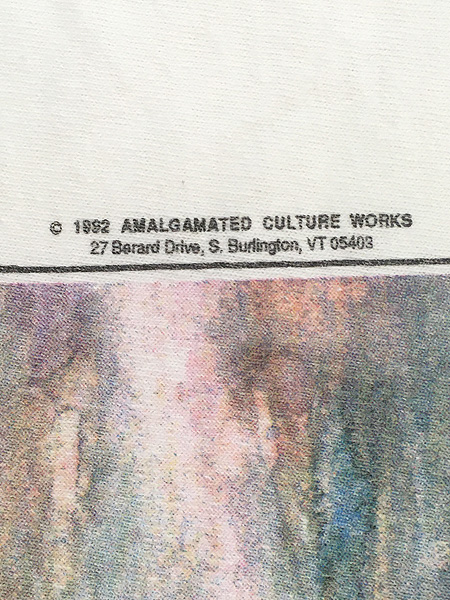 © 1992 AMALGAMATED CULTURE WORKS
27 Berard Drive, S. Burlington, VT 05403